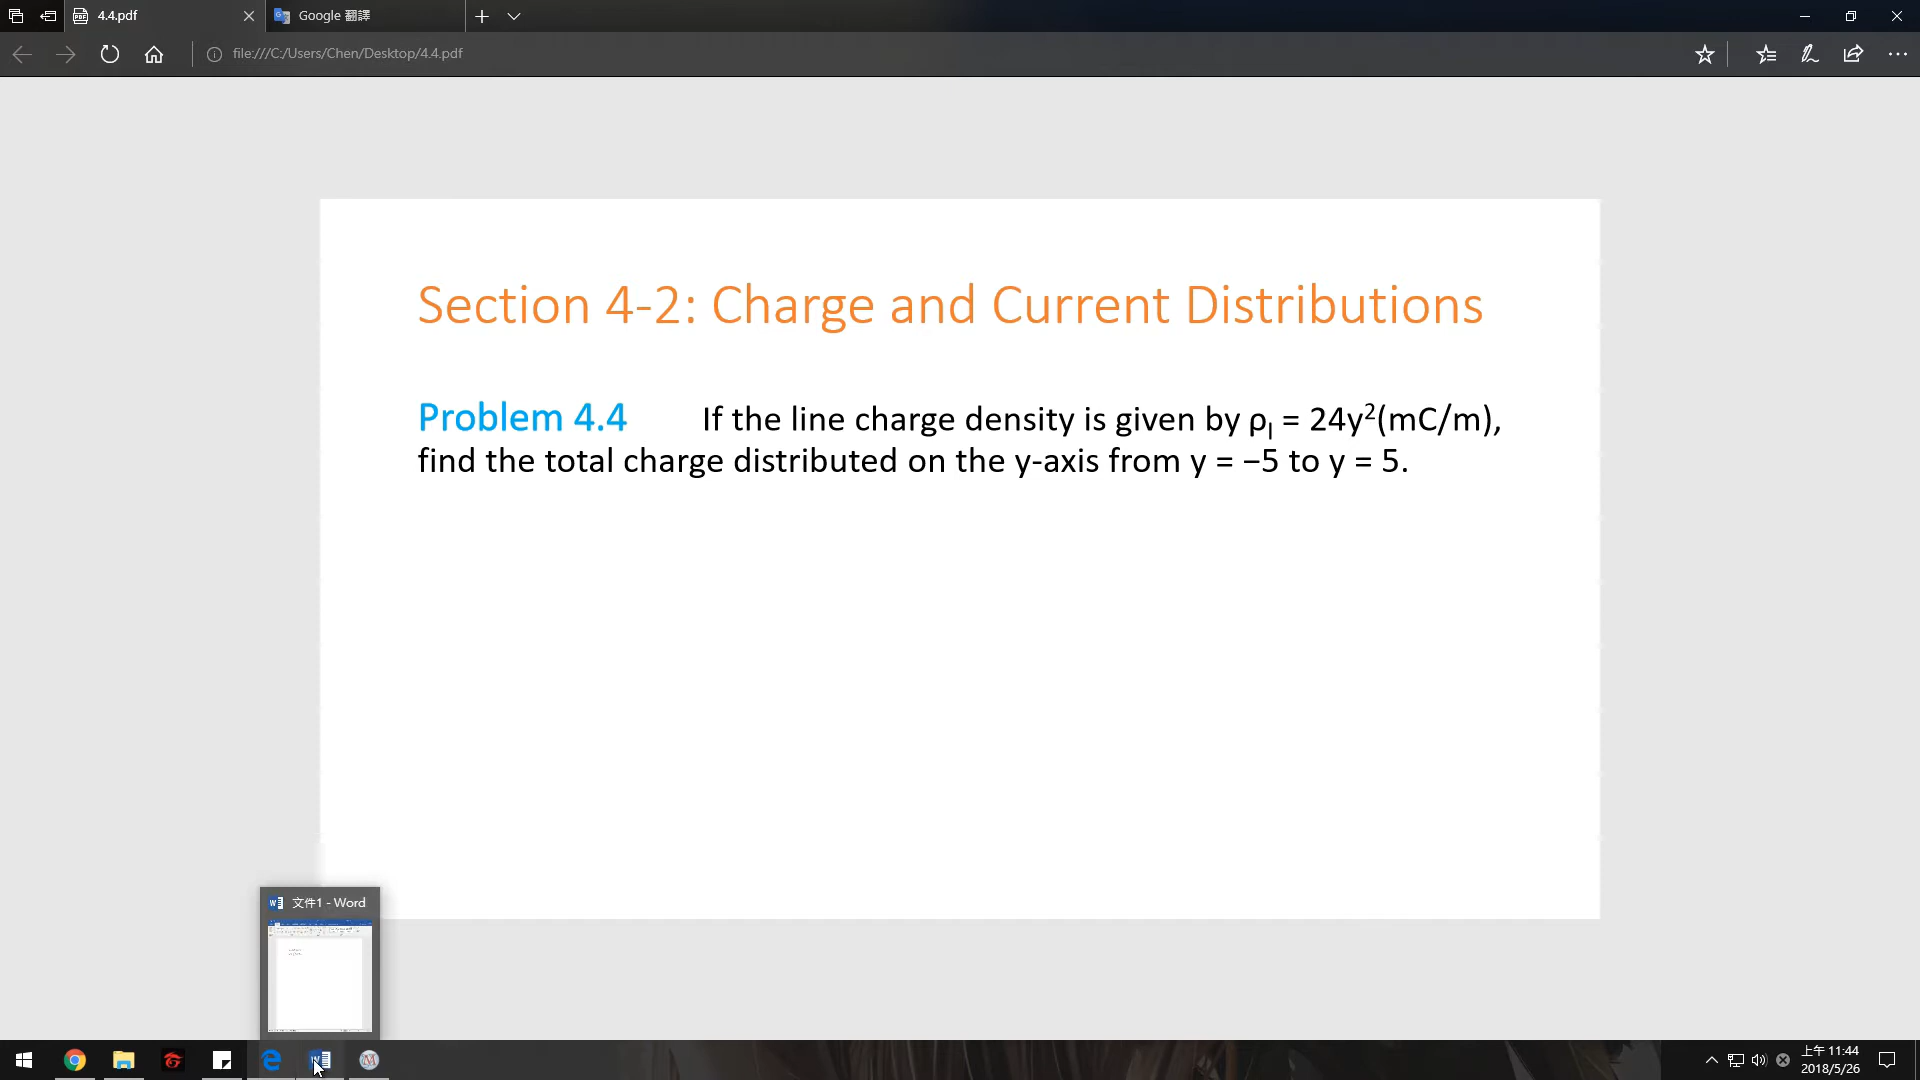 4.4.pdf
Google 翻譯
file:///C:/Users/Chen/Desktop/4.4.pdf
Section 4-2: Charge and Current Distributions
Problem 4.4 If the line charge density is given by ρₗ = 24y²(mC/m),
find the total charge distributed on the y-axis from y = −5 to y = 5.
文件1 - Word
上午 11:44
2018/5/26